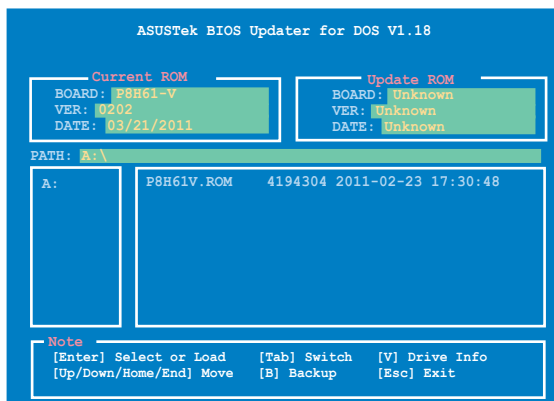 ASUSTek BIOS Updater for DOS V1.18
Current ROM
BOARD: P8H61-V
VER: 0202
DATE: 03/21/2011
Update ROM
BOARD: Unknown
VER: Unknown
DATE: Unknown
PATH: A:\
A:
P8H61V.ROM 4194304 2011-02-23 17:30:48
Note
[Enter] Select or Load [Tab] Switch [V] Drive Info
[Up/Down/Home/End] Move [B] Backup [Esc] Exit